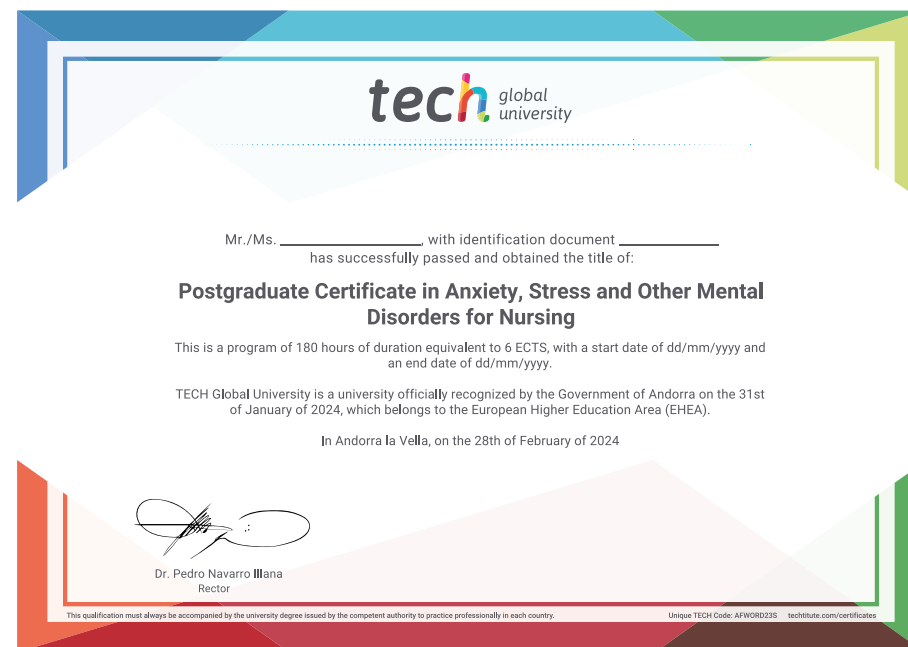 tech global university
Mr./Ms. ____________________, with identification document ______________
has successfully passed and obtained the title of:
Postgraduate Certificate in Anxiety, Stress and Other Mental
Disorders for Nursing
This is a program of 180 hours of duration equivalent to 6 ECTS, with a start date of dd/mm/yyyy and
an end date of dd/mm/yyyy.
TECH Global University is a university officially recognized by the Government of Andorra on the 31st
of January of 2024, which belongs to the European Higher Education Area (EHEA).
In Andorra la Vella, on the 28th of February of 2024
Dr. Pedro Navarro Illana
Rector
This qualification must always be accompanied by the university degree issued by the competent authority to practice professionally in each country.
Unique TECH Code: AFWORD23S techtitute.com/certificates